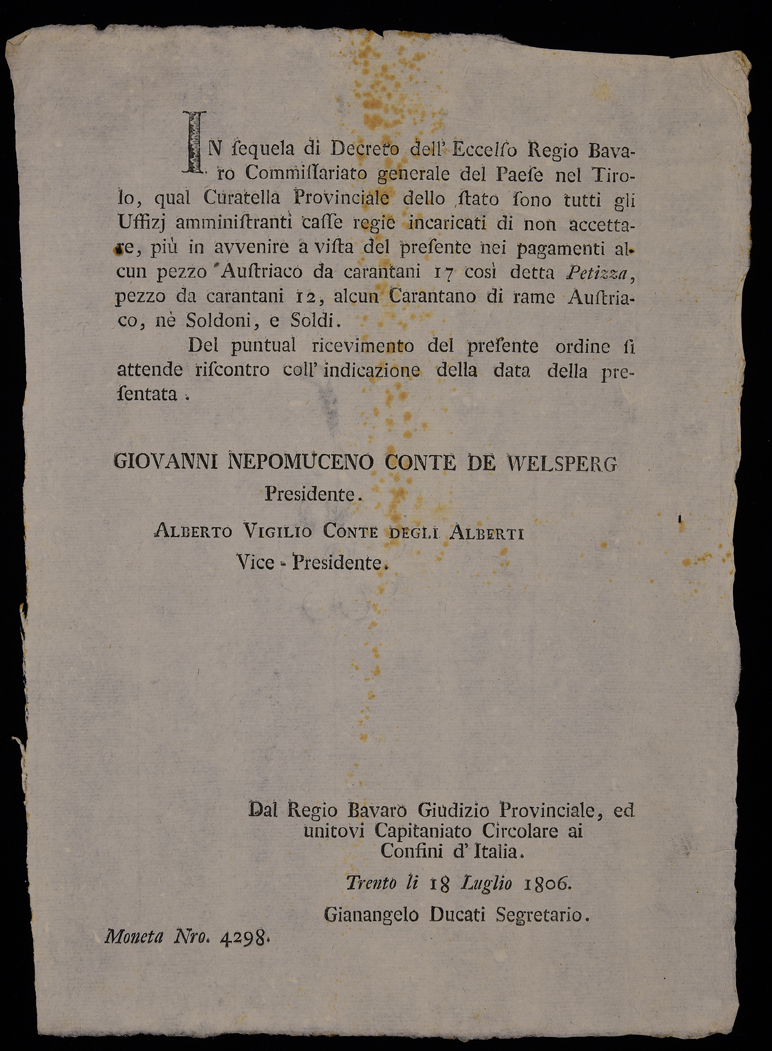 IN ſequela di Decreto dell' Eccelſo Regio Bava-
ro Commiſſariato generale del Paeſe nel Tiro-
lo, qual Curatella Provinciale dello ſtato ſono tutti gli
Uffizj amminiſtranti caſſe regie incaricati di non accetta-
re, più in avvenire a viſta del preſente nei pagamenti al-
cun pezzo Auſtriaco da carantani 17 così detta Petizza,
pezzo da carantani 12, alcun Carantano di rame Auſtria-
co, nè Soldoni, e Soldi.
Del puntual ricevimento del preſente ordine ſi
attende riſcontro coll' indicazione della data della pre-
ſentata.
GIOVANNI NEPOMUCENO CONTE DE WELSPERG
Presidente.
ALBERTO VIGILIO CONTE DEGLI ALBERTI
Vice - Presidente.
Dal Regio Bavaro Giudizio Provinciale, ed
unitovi Capitaniato Circolare ai
Confini d' Italia.
Trento li 18 Luglio 1806.
Gianangelo Ducati Segretario.
Moneta Nro. 4298.